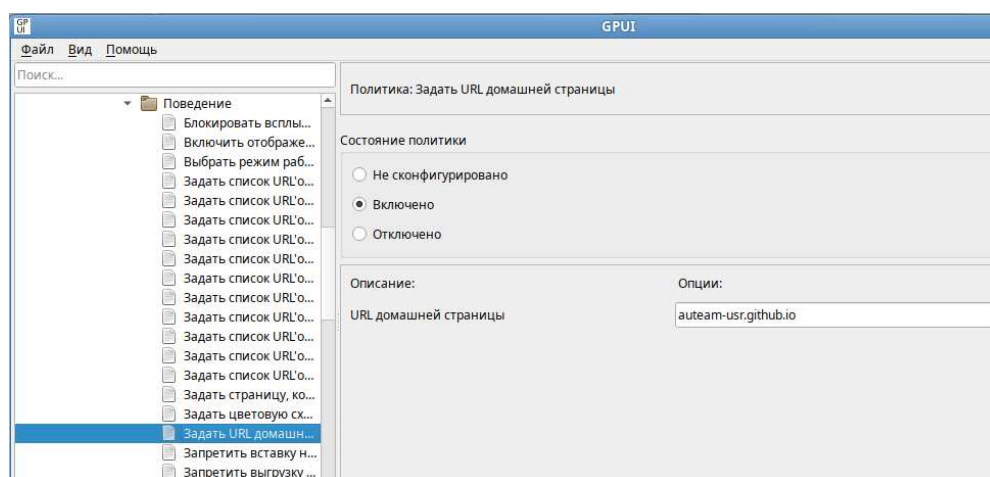 GP
UI
GPUI
Файл Вид Помощь
Поиск...
Поведение
Блокировать всплы...
Включить отображе...
Выбрать режим раб...
Задать список URL'о...
Задать список URL'о...
Задать список URL'о...
Задать список URL'о...
Задать список URL'о...
Задать список URL'о...
Задать список URL'о...
Задать список URL'о...
Задать список URL'о...
Задать список URL'о...
Задать список URL'о...
Задать страницу, ко...
Задать цветовую сх...
Задать URL домашн...
Запретить вставку н...
Запретить выгрузку ...
Политика: Задать URL домашней страницы
Состояние политики
Не сконфигурировано
Включено
Отключено
Описание: Опции:
URL домашней страницы auteam-usr.github.io